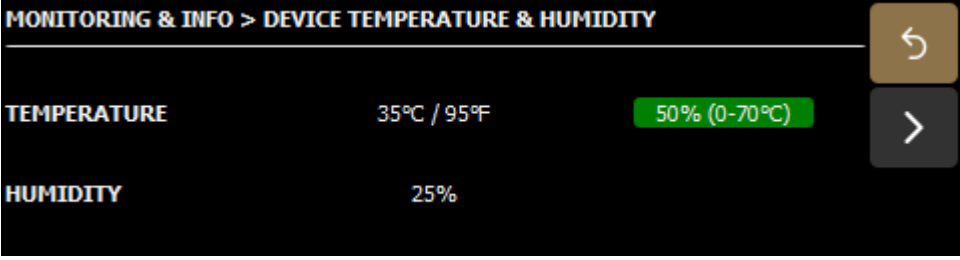 MONITORING & INFO > DEVICE TEMPERATURE & HUMIDITY
TEMPERATURE 35°C / 95°F 50% (0-70°C)
HUMIDITY 25%